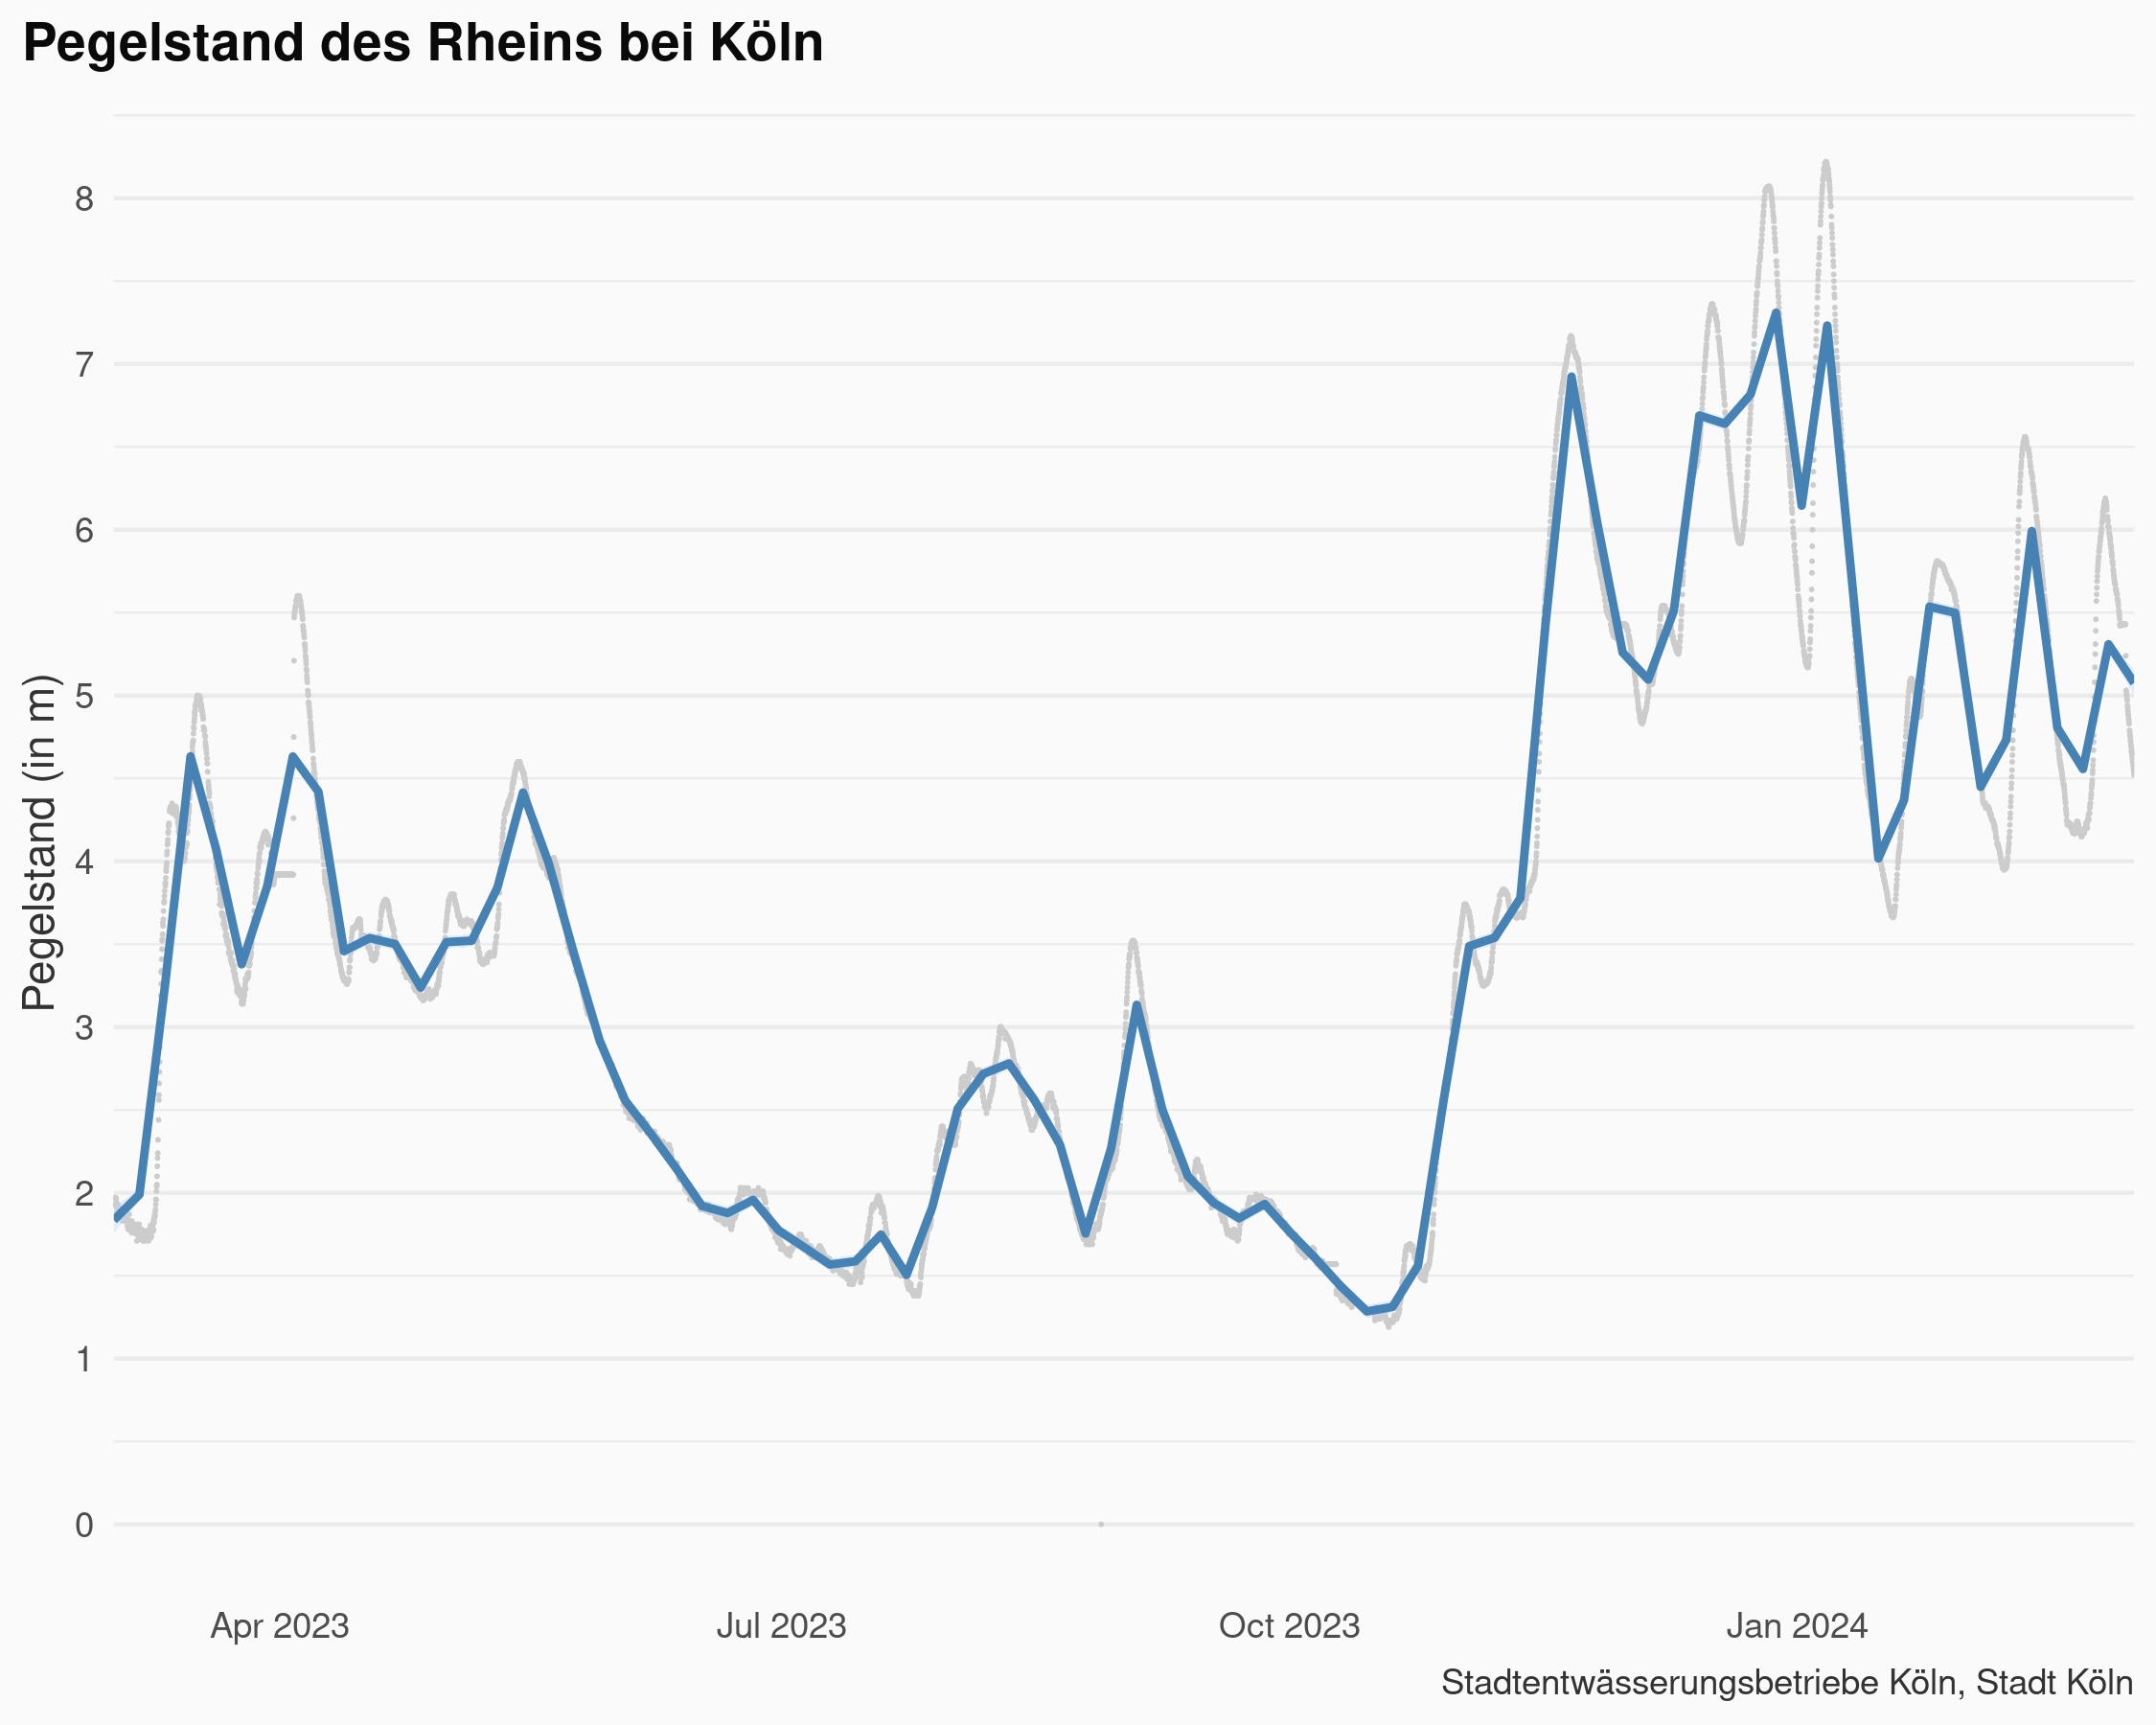 Pegelstand des Rheins bei Köln
Pegelstand (in m)
8
7
6
5
4
3
2
1
0
Apr 2023
Jul 2023
Oct 2023
Jan 2024
Stadtentwässerungsbetriebe Köln, Stadt Köln